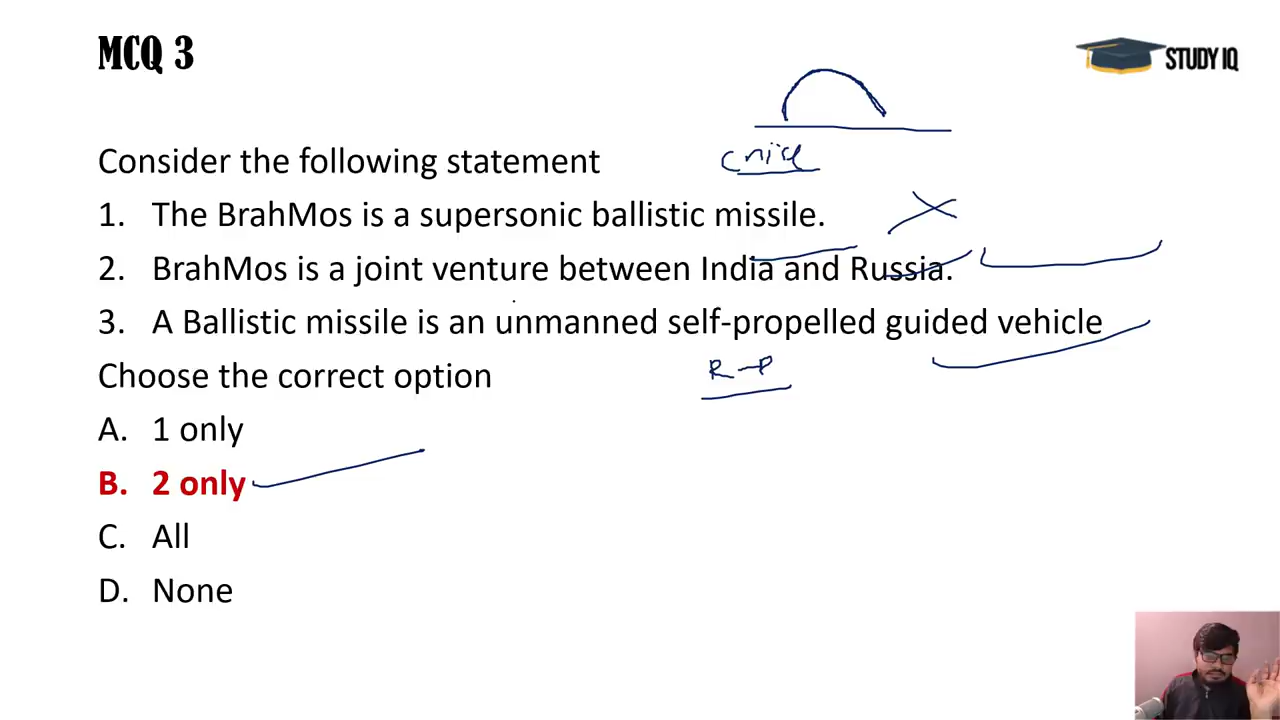 MCQ 3
STUDY IQ
Consider the following statement
1. The BrahMos is a supersonic ballistic missile.
2. BrahMos is a joint venture between India and Russia.
3. A Ballistic missile is an unmanned self-propelled guided vehicle
Choose the correct option
R-P
A. 1 only
B. 2 only
C. All
D. None